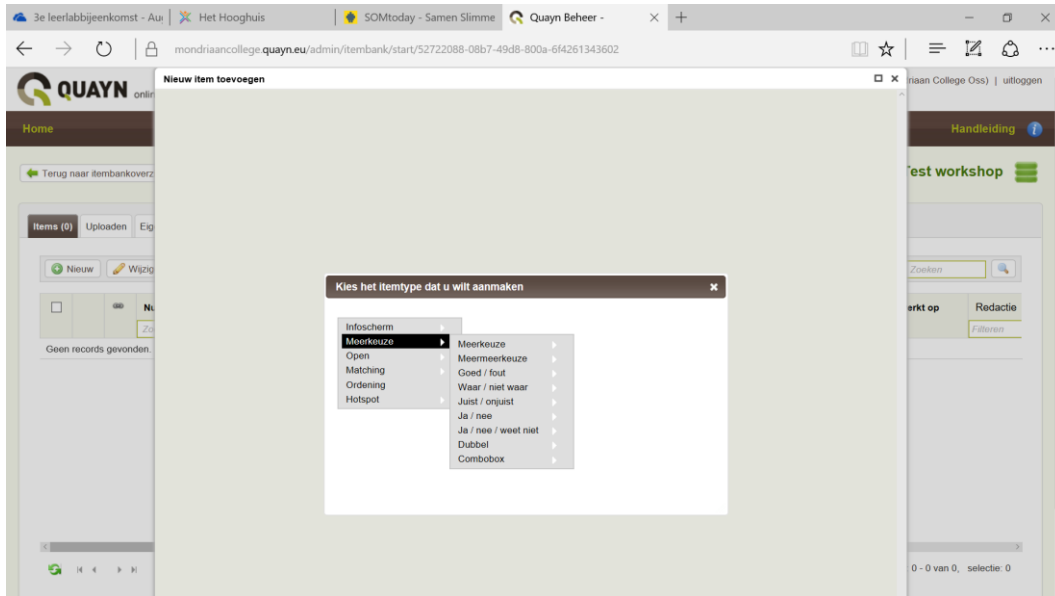 3e leerlabbijeenkomst - Au
Het Hooghuis
SOMtoday - Samen Slimme
Quayn Beheer -
mondriaancollege.quayn.eu/admin/itembank/start/52722088-08b7-49d8-800a-6f4261343602
QUAYN
Nieuw item toevoegen
College Oss) | uitloggen
Home
Handleiding
Terug naar
workshop
Items (0)
Uploaden
Nieuw
Zoeken
op
Redactie
Filteren
Geen records gevonden.
Kies het itemtype dat u wilt aanmaken
Infoscherm
Meerkeuze
Open
Matching
Ordening
Hotspot
Meerkeuze
Meermeerkeuze
Goed / fout
Waar / niet waar
Juist / onjuist
Ja / nee
Ja / nee / weet niet
Dubbel
Combobox
0 - 0 van 0, selectie: 0